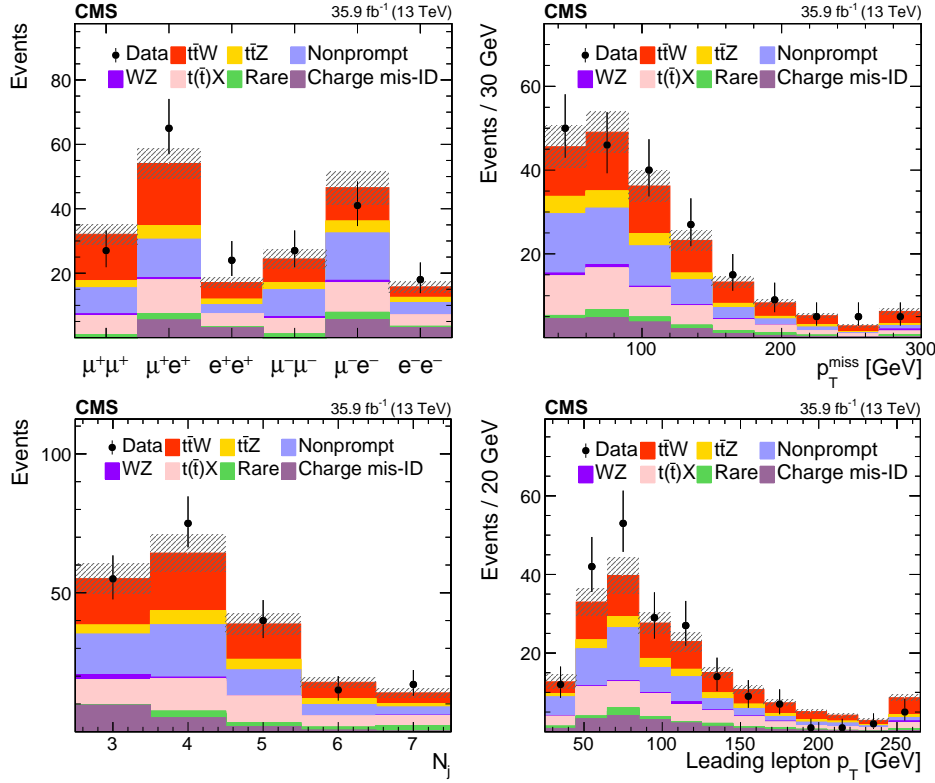 CMS 35.9 fb⁻¹ (13 TeV)
Events
80
60
40
20
Data tt̄W tt̄Z Nonprompt
WZ t(t̄)X Rare Charge mis-ID
μ⁺μ⁺ μ⁺e⁺ e⁺e⁺ μ⁻μ⁻ μ⁻e⁻ e⁻e⁻
CMS 35.9 fb⁻¹ (13 TeV)
Events / 30 GeV
60
40
20
0
Data tt̄W tt̄Z Nonprompt
WZ t(t̄)X Rare Charge mis-ID
100 200 300
p_T^miss [GeV]
CMS 35.9 fb⁻¹ (13 TeV)
Events
100
50
Data tt̄W tt̄Z Nonprompt
WZ t(t̄)X Rare Charge mis-ID
3 4 5 6 7
N_j
CMS 35.9 fb⁻¹ (13 TeV)
Events / 20 GeV
60
40
20
0
Data tt̄W tt̄Z Nonprompt
WZ t(t̄)X Rare Charge mis-ID
50 100 150 200 250
Leading lepton p_T [GeV]